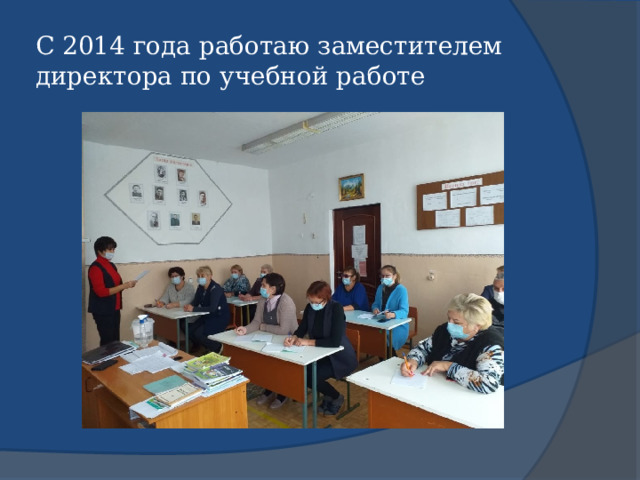 С 2014 года работаю заместителем
директора по учебной работе